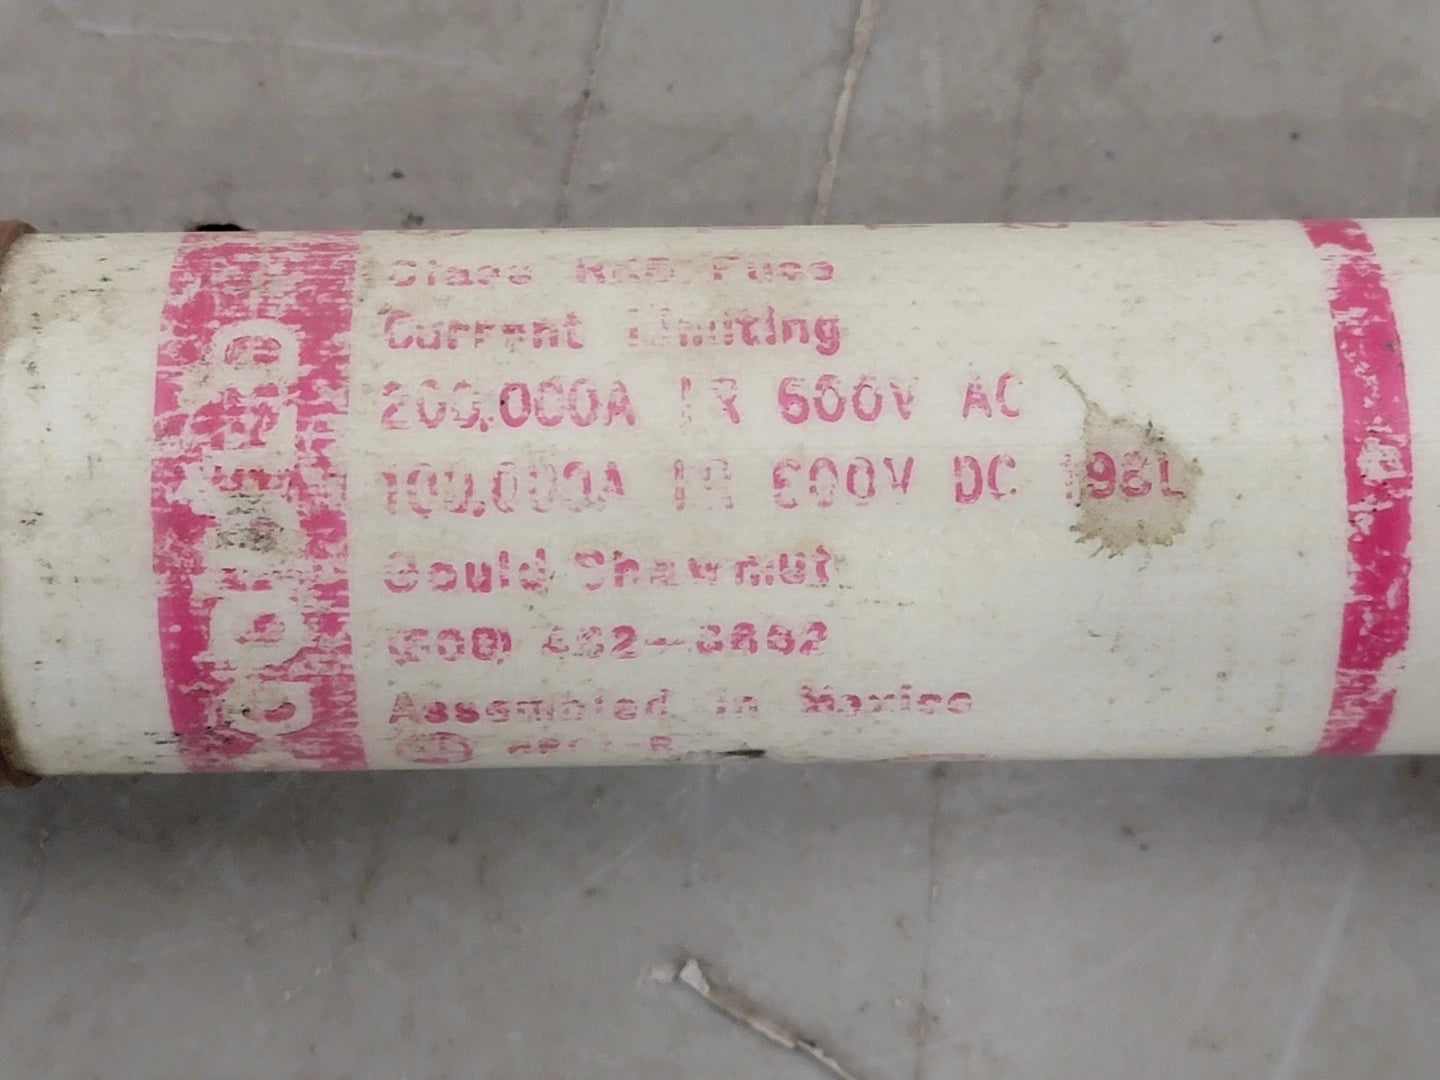 Class RK5 Fuse
Current Limiting
200,000A IR 600V AC
100,000A IR 600V DC 198L
Gould Shawmut
Assembled in Mexico